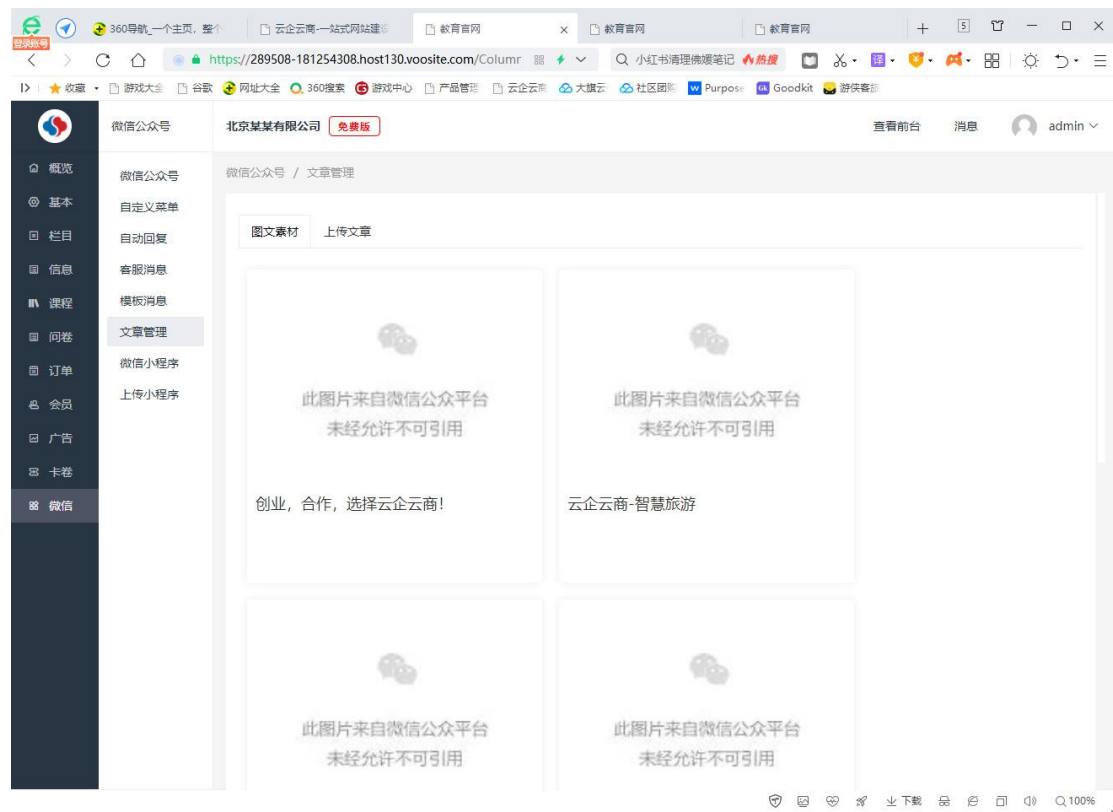 登录账号
360导航_一个主页，整个
云企云商-一站式网站建设
教育官网
教育官网
教育官网
5
https://289508-181254308.host130.voosite.com/Column
小红书清理佛媛笔记
热搜
译
收藏
游戏大全
谷歌
网址大全
360搜索
游戏中心
产品管理
云企云商
大旗云
社区团购
Purpose
Goodkit
游侠客旅
微信公众号
北京某某有限公司
免费版
查看前台
消息
admin
概览
基本
栏目
信息
课程
问卷
订单
会员
广告
卡卷
微信
微信公众号
自定义菜单
自动回复
客服消息
模板消息
文章管理
微信小程序
上传小程序
微信公众号 / 文章管理
图文素材
上传文章
此图片来自微信公众平台
未经允许不可引用
创业，合作，选择云企云商！
此图片来自微信公众平台
未经允许不可引用
云企云商-智慧旅游
此图片来自微信公众平台
未经允许不可引用
此图片来自微信公众平台
未经允许不可引用
下载
100%